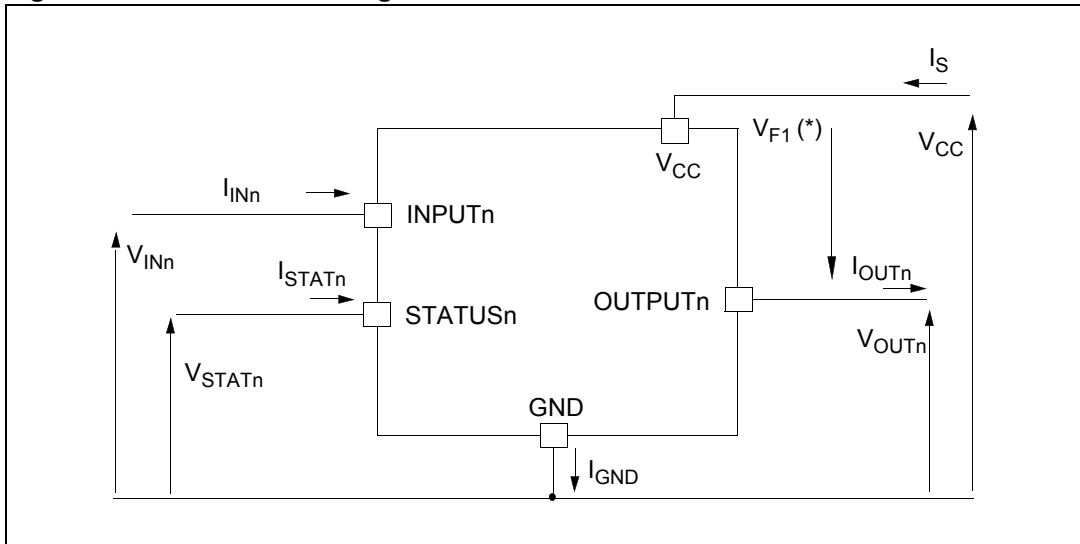 I_S
V_F1 (*)
V_CC
V_CC
I_INn
INPUTn
V_INn
I_STATn
I_OUTn
STATUSn
OUTPUTn
V_STATn
V_OUTn
GND
I_GND